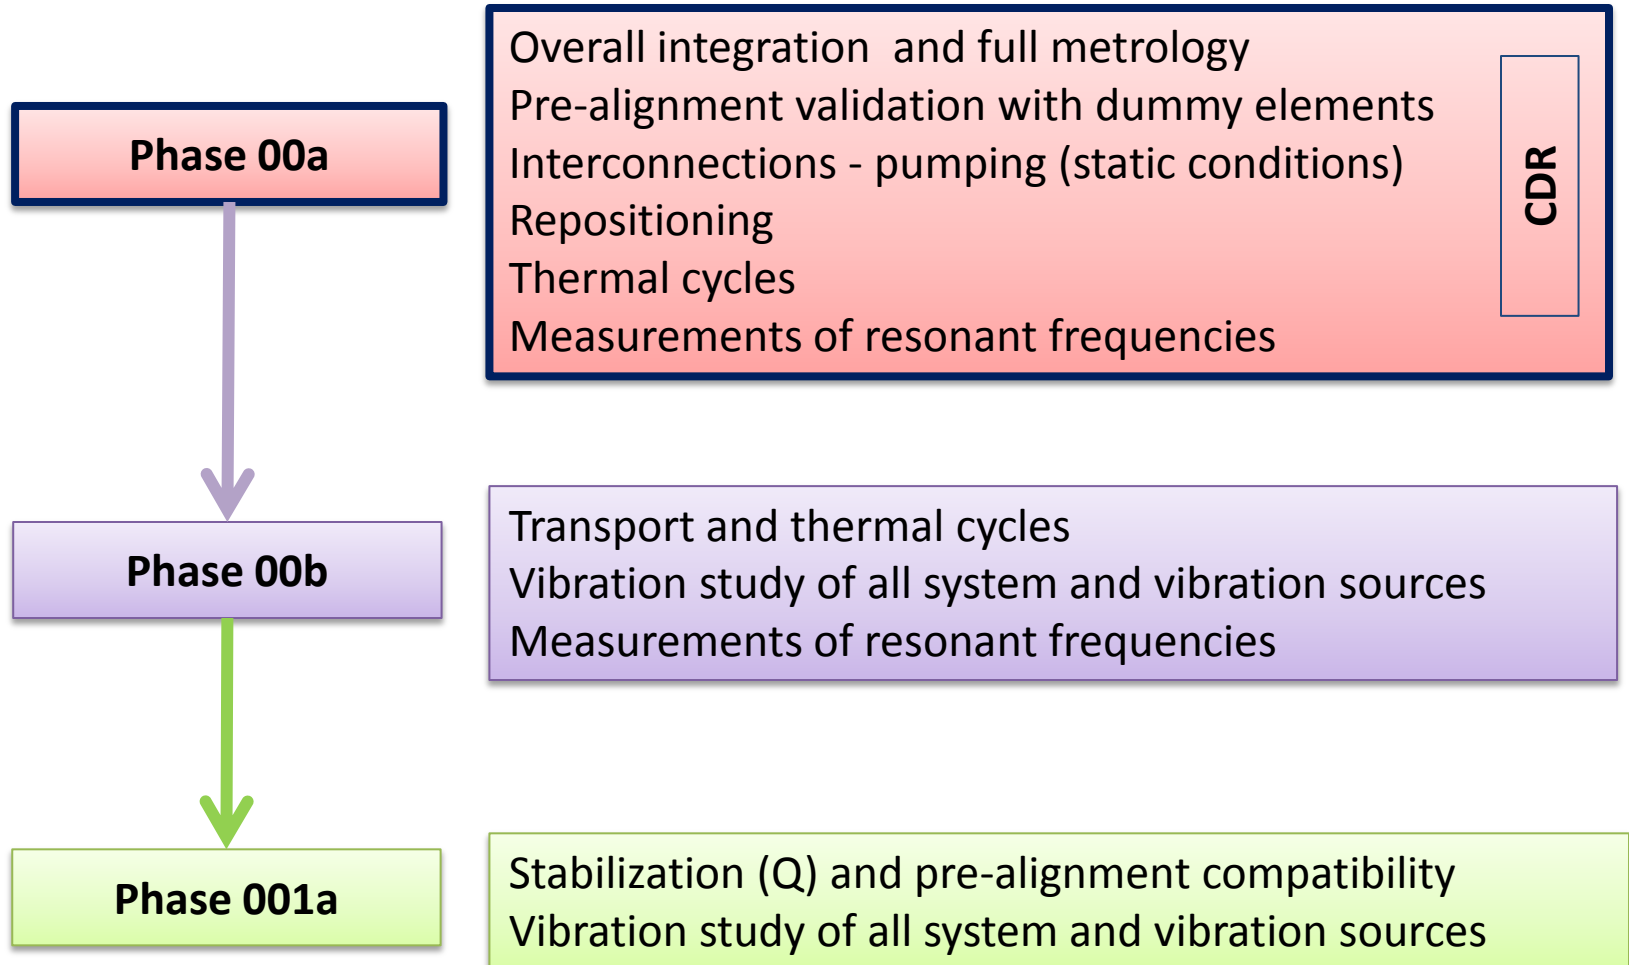 Phase 00a
Overall integration  and full metrology
Pre-alignment validation with dummy elements
Interconnections - pumping (static conditions)
Repositioning
Thermal cycles
Measurements of resonant frequencies
CDR
Phase 00b
Transport and thermal cycles
Vibration study of all system and vibration sources
Measurements of resonant frequencies
Phase 001a
Stabilization (Q) and pre-alignment compatibility
Vibration study of all system and vibration sources